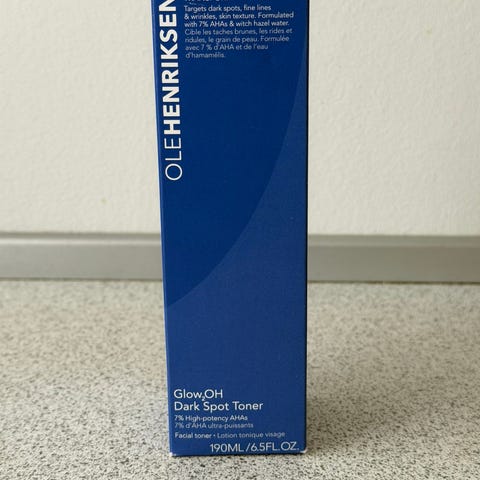 Targets dark spots, fine lines
& wrinkles, skin texture. Formulated
with 7% AHAs & witch hazel water.
Cible les taches brunes, les rides et
ridules, le grain de peau. Formulée
avec 7 % d'AHA et de l'eau
d'hamamélis.
OLEHENRIKSEN
Glow2OH
Dark Spot Toner
7% High-potency AHAs
7% d'AHA ultra-puissants
Facial toner • Lotion tonique visage
190ML/6.5FL.OZ.